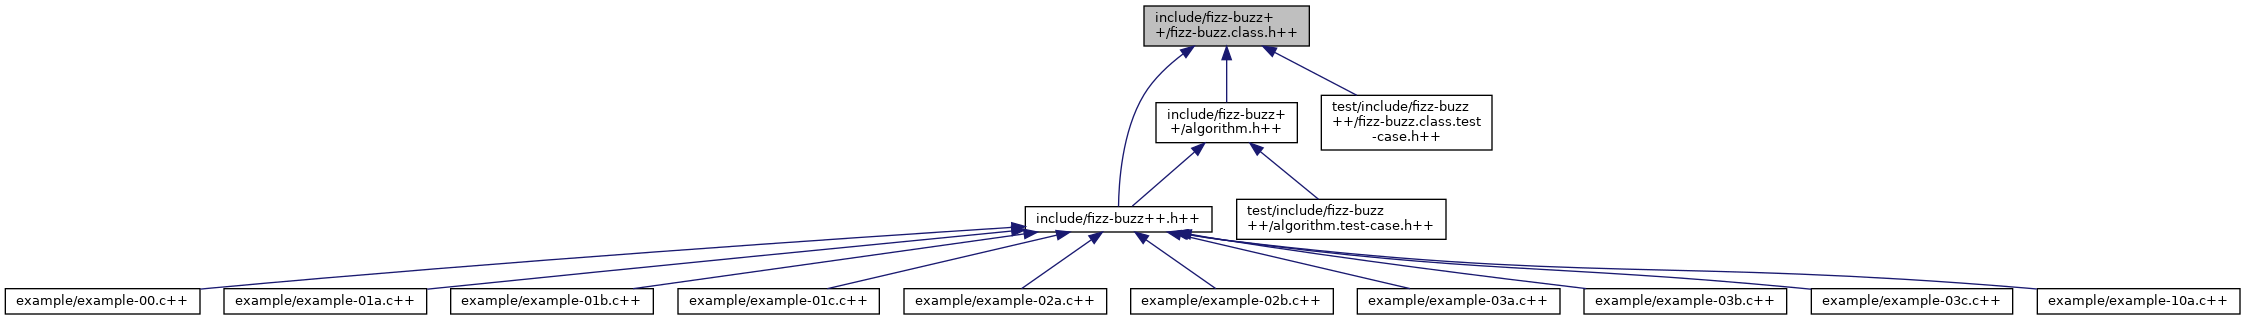 include/fizz-buzz+
+/fizz-buzz.class.h++
include/fizz-buzz+
+/algorithm.h++
test/include/fizz-buzz
++/fizz-buzz.class.test
-case.h++
include/fizz-buzz++.h++
test/include/fizz-buzz
++/algorithm.test-case.h++
example/example-00.c++
example/example-01a.c++
example/example-01b.c++
example/example-01c.c++
example/example-02a.c++
example/example-02b.c++
example/example-03a.c++
example/example-03b.c++
example/example-03c.c++
example/example-10a.c++